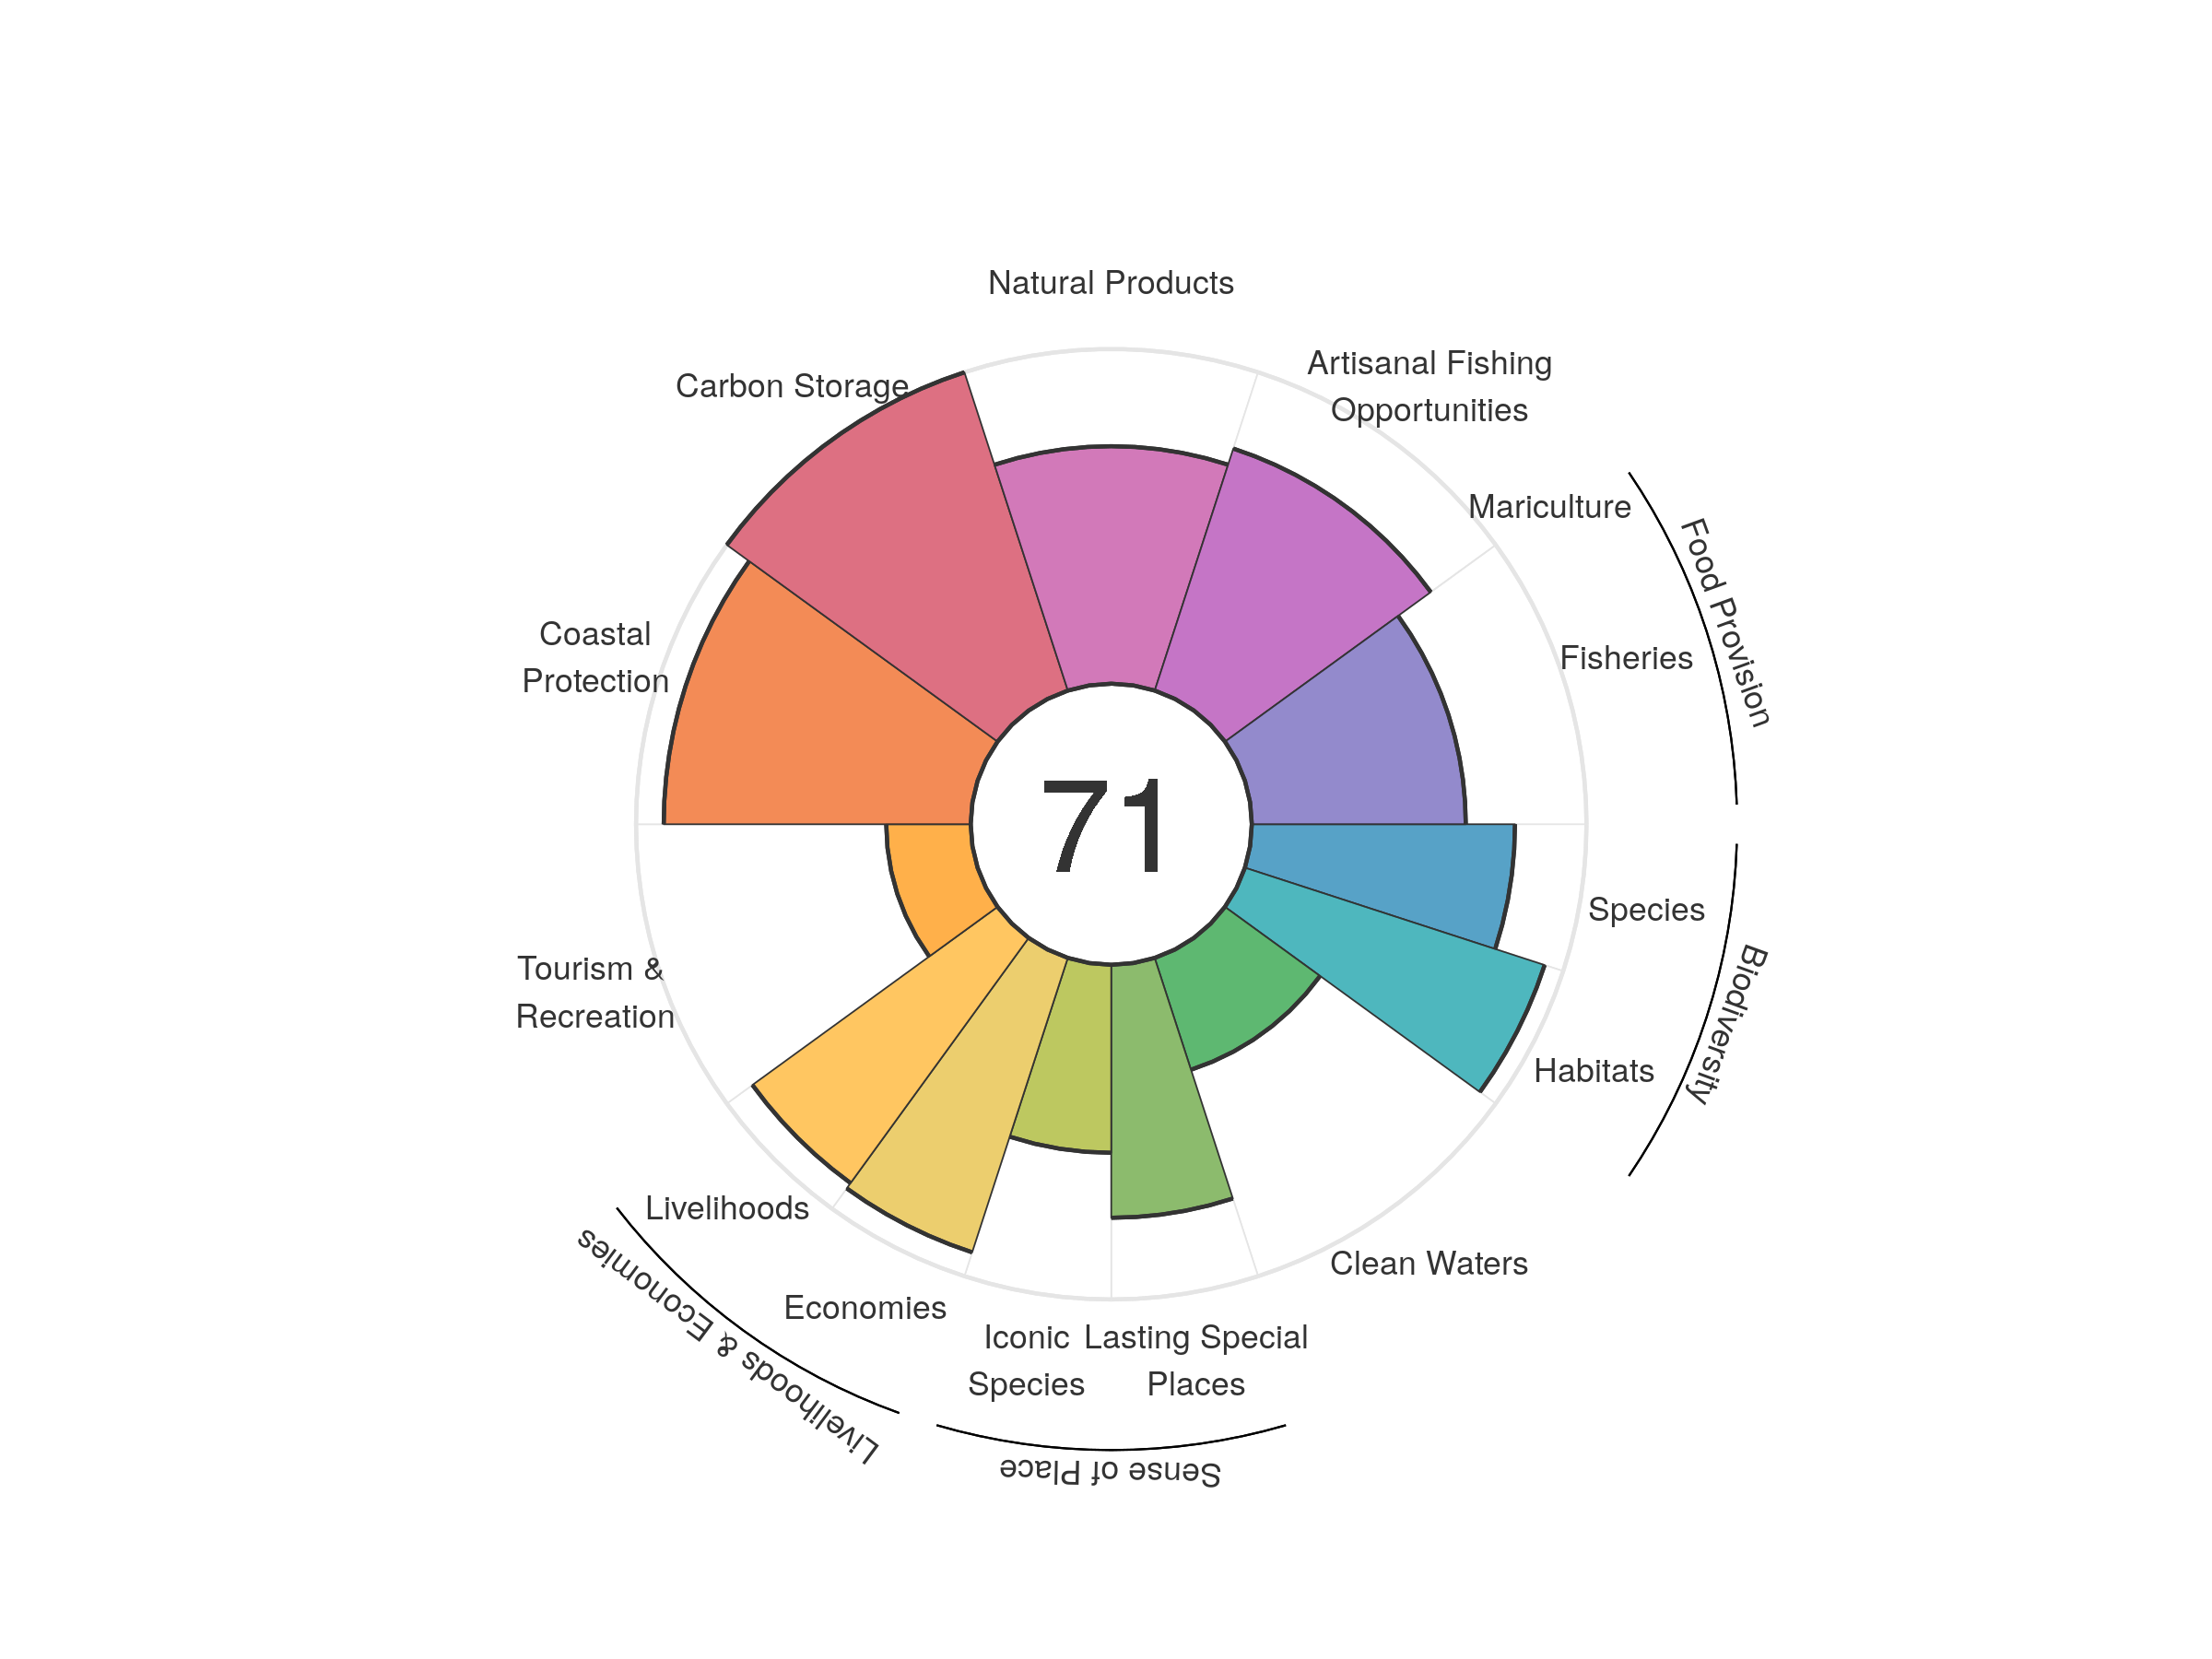 Natural Products
Artisanal Fishing
Opportunities
Carbon Storage
Mariculture
Food Provision
Fisheries
Coastal
Protection
71
Species
Biodiversity
Tourism &
Recreation
Habitats
Livelihoods
Clean Waters
Economies
Livelihoods & Economies
Iconic
Species
Lasting Special
Places
Sense of Place